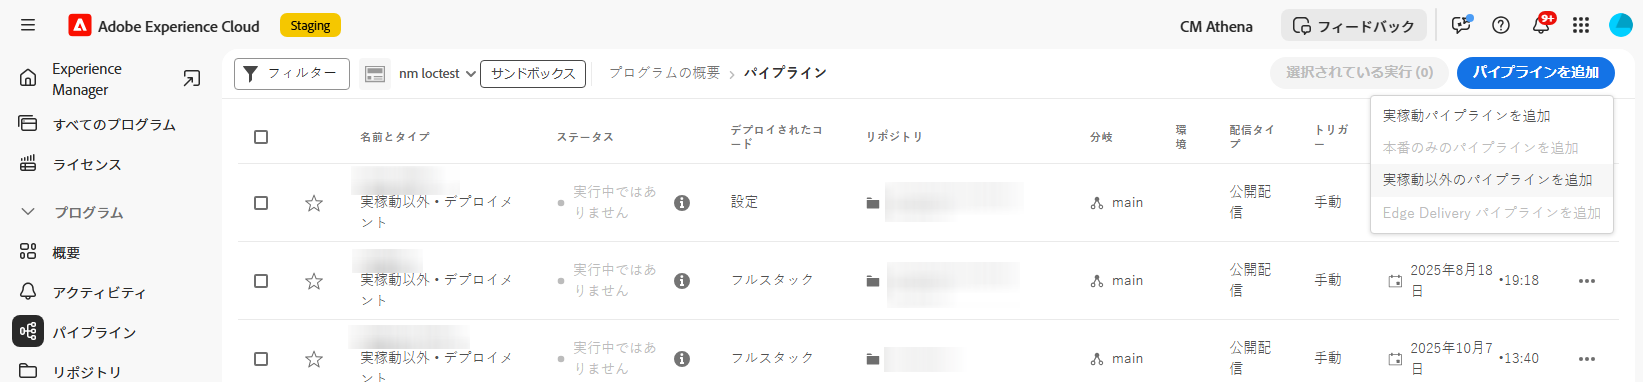 Adobe Experience Cloud
Staging
CM Athena
フィードバック
9+
Experience
Manager
すべてのプログラム
ライセンス
プログラム
概要
アクティビティ
パイプライン
リポジトリ
フィルター
nm loctest
サンドボックス
プログラムの概要 › パイプライン
選択されている実行 (0)
パイプラインを追加
実稼動パイプラインを追加
本番のみのパイプラインを追加
実稼動以外のパイプラインを追加
Edge Delivery パイプラインを追加
名前とタイプ
ステータス
デプロイされたコ
ード
リポジトリ
分岐
環
境
配信タイ
プ
トリガ
ー
実稼動以外・デプロイメ
ント
実行中ではあ
りません
設定
main
公開配
信
手動
実稼動以外・デプロイメ
ント
実行中ではあ
りません
フルスタック
main
公開配
信
手動
2025年8月18
日
•19:18
実稼動以外・デプロイメ
ント
実行中ではあ
りません
フルスタック
main
公開配
信
手動
2025年10月7
日
•13:40